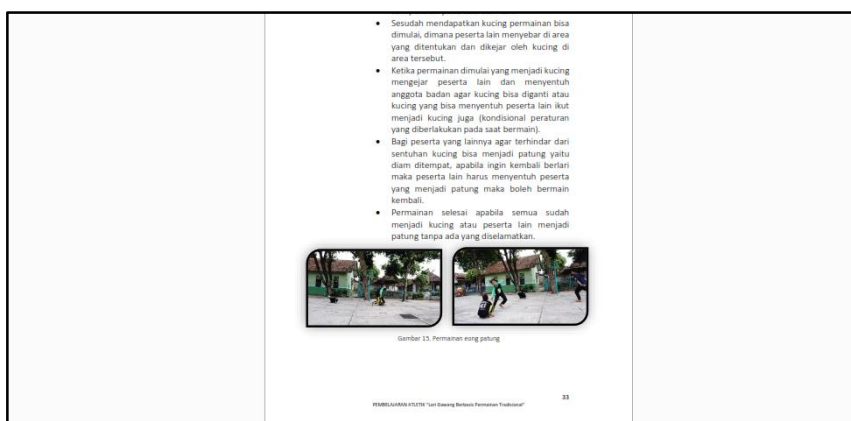 • Sesudah mendapatkan kucing permainan bisa
dimulai, dimana peserta lain menyebar di area
yang ditentukan dan dikejar oleh kucing di
area tersebut.
• Ketika permainan dimulai yang menjadi kucing
mengejar peserta lain dan menyentuh
anggota badan agar kucing bisa diganti atau
kucing yang bisa menyentuh peserta lain ikut
menjadi kucing juga (kondisional peraturan
yang diberlakukan pada saat bermain).
• Bagi peserta yang lainnya agar terhindar dari
sentuhan kucing bisa menjadi patung yaitu
diam ditempat, apabila ingin kembali berlari
maka peserta lain harus menyentuh peserta
yang menjadi patung maka boleh bermain
kembali.
• Permainan selesai apabila semua sudah
menjadi kucing atau peserta lain menjadi
patung tanpa ada yang diselamatkan.
Gambar 15. Permainan eong patung
33
PEMBELAJARAN ATLETIK "Lari Gawang Berbasis Permainan Tradisional"